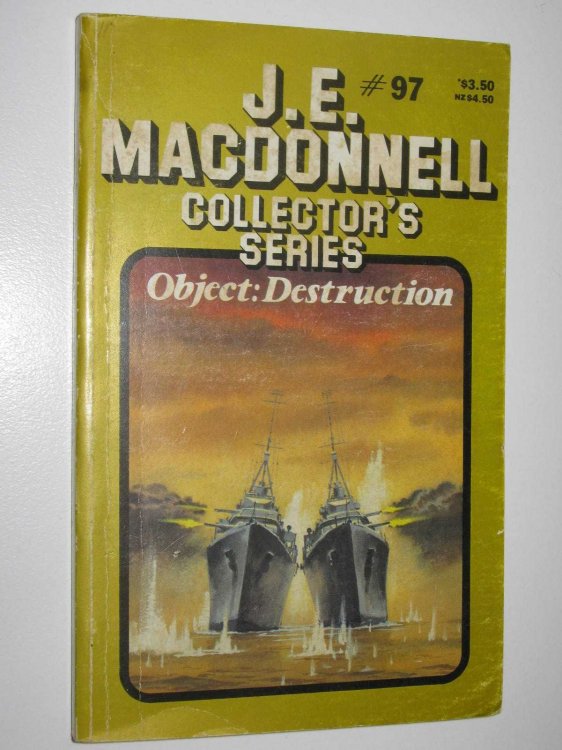 J.E.
# 97
*$3.50
NZ$4.50
MACDONNELL
COLLECTOR'S
SERIES
Object: Destruction